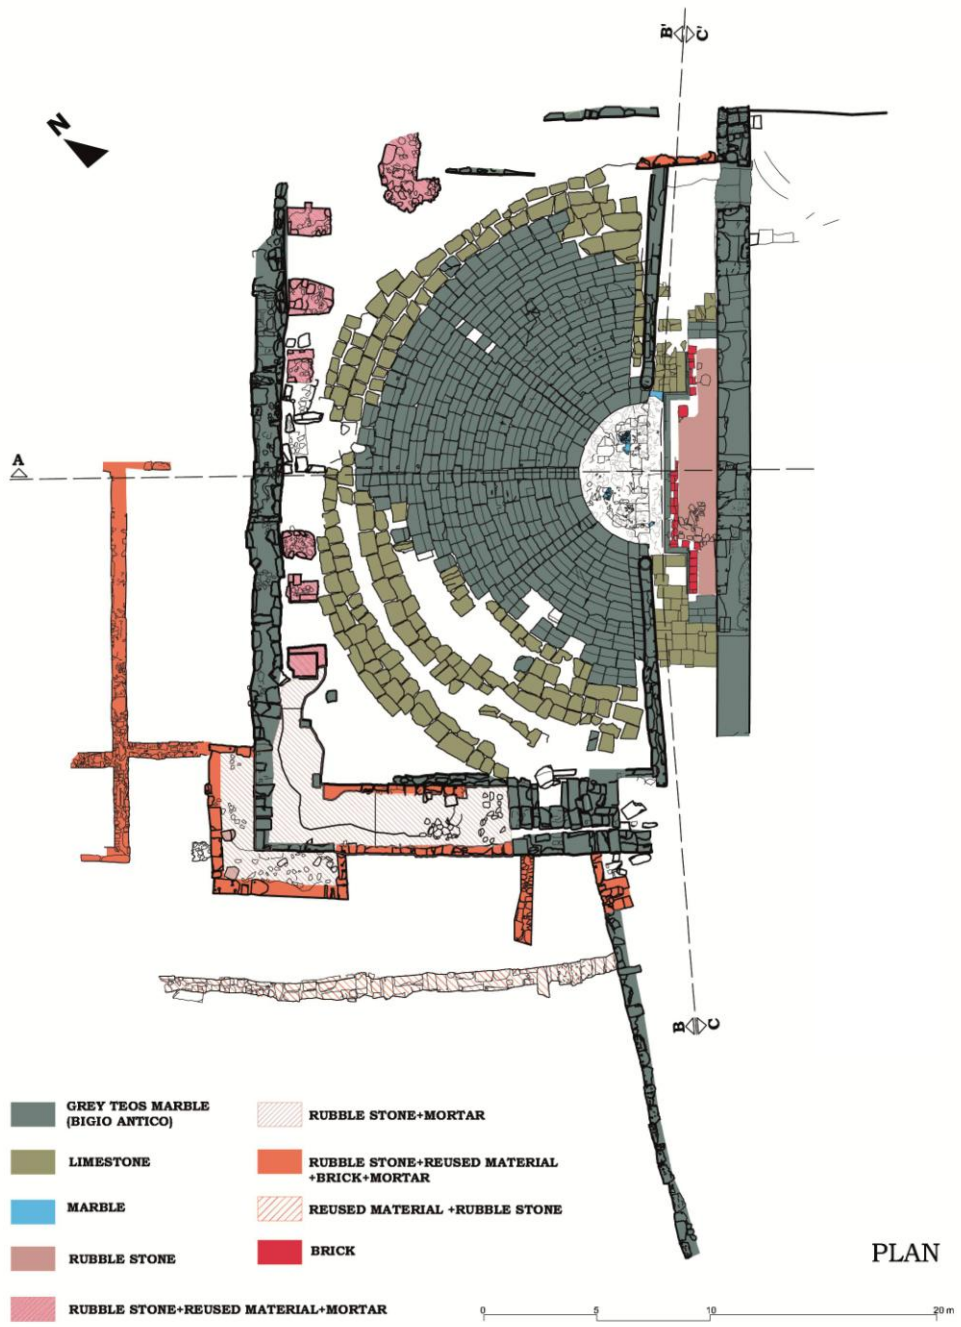 B' C'
N
A
B C
GREY TEOS MARBLE
(BIGIO ANTICO)
LIMESTONE
MARBLE
RUBBLE STONE
RUBBLE STONE+REUSED MATERIAL+MORTAR
RUBBLE STONE+MORTAR
RUBBLE STONE+REUSED MATERIAL
+BRICK+MORTAR
REUSED MATERIAL +RUBBLE STONE
BRICK
PLAN
0 5 10 20 m